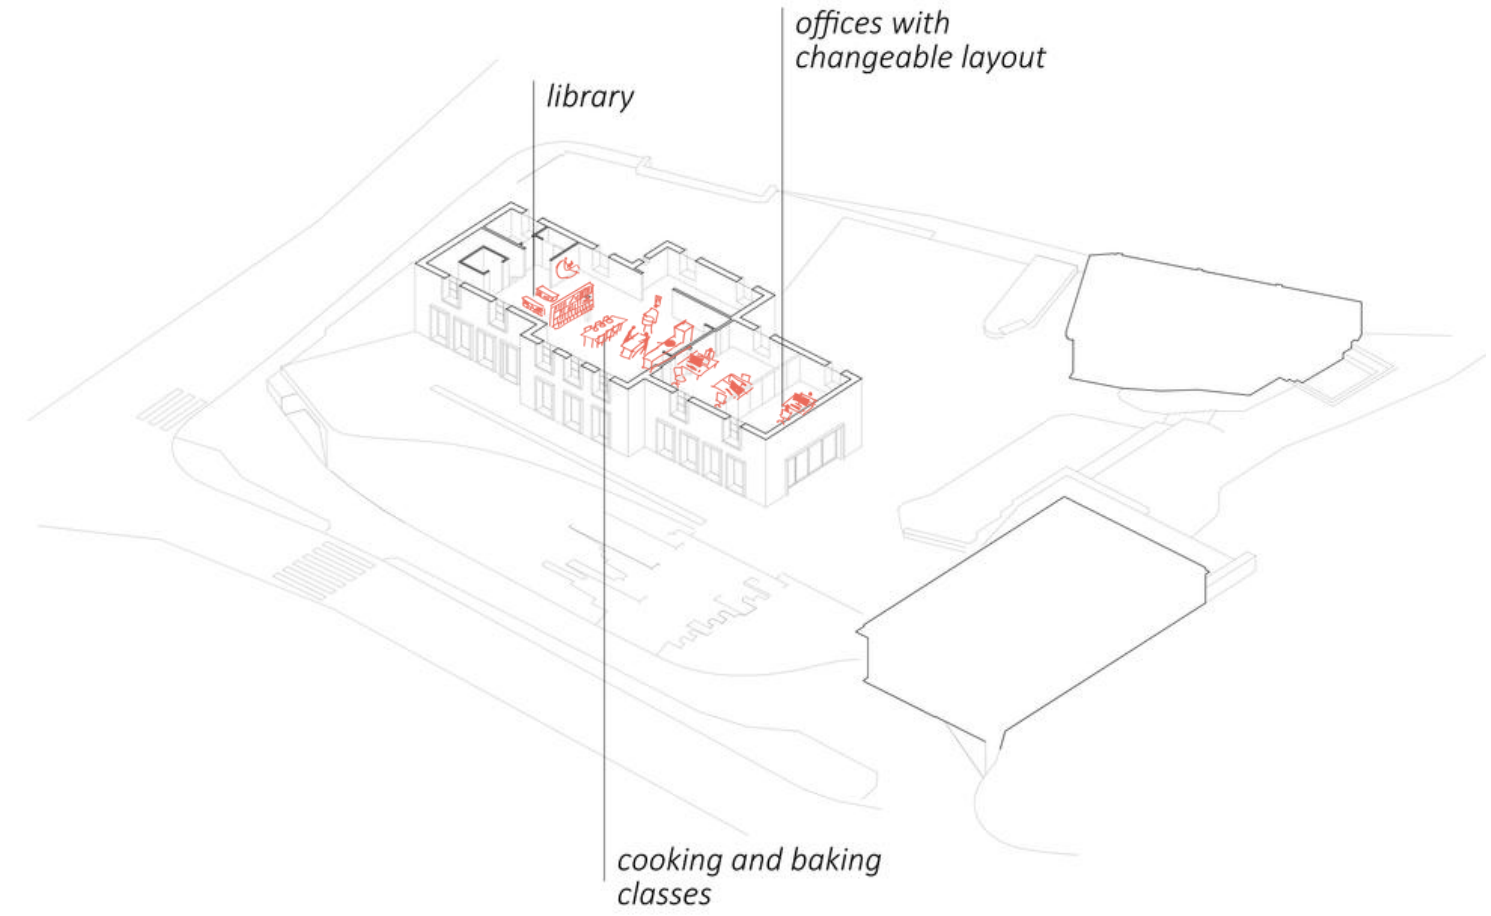 offices with
changeable layout
library
cooking and baking
classes